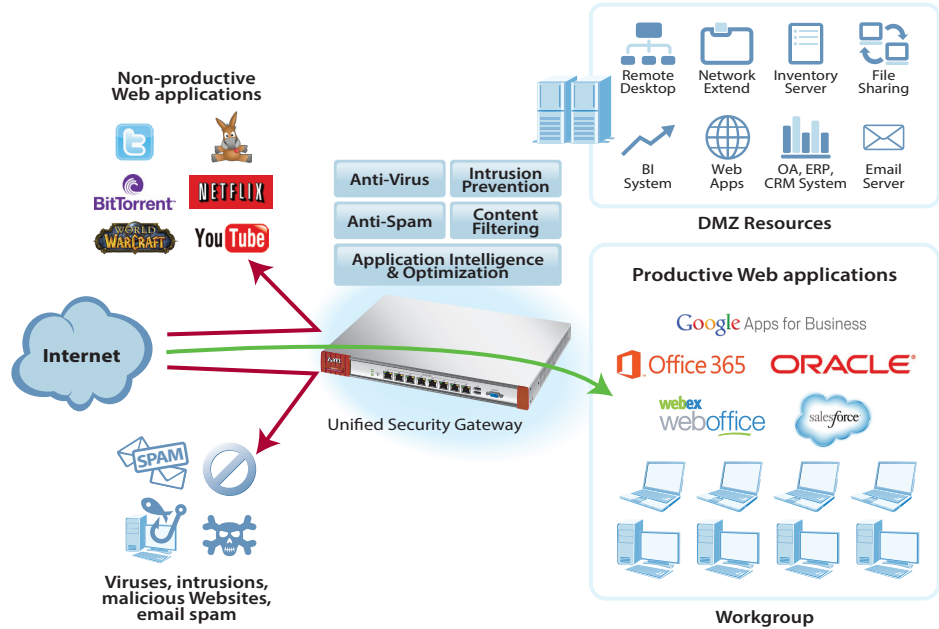 Non-productive
Web applications
BitTorrent
NETFLIX
WORLD
WARCRAFT
YouTube
Internet
SPAM
Viruses, intrusions,
malicious Websites,
email spam
Anti-Virus
Intrusion
Prevention
Anti-Spam
Content
Filtering
Application Intelligence
& Optimization
ZyXEL
Unified Security Gateway
Remote
Desktop
Network
Extend
Inventory
Server
File
Sharing
BI
System
Web
Apps
OA, ERP,
CRM System
Email
Server
DMZ Resources
Productive Web applications
Google Apps for Business
Office 365
ORACLE®
webex
weboffice
salesforce
Workgroup